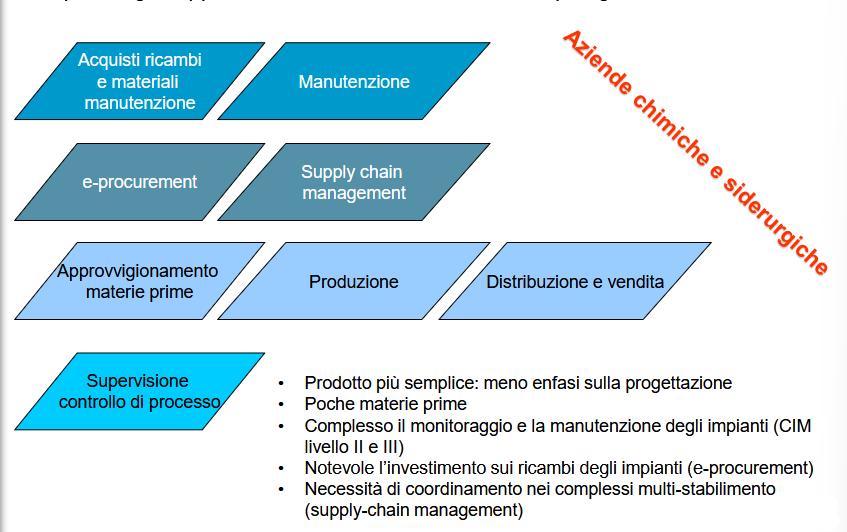 Acquisti ricambi
e materiali
manutenzione
Manutenzione
Aziende chimiche e siderurgiche
e-procurement
Supply chain
management
Approvvigionamento
materie prime
Produzione
Distribuzione e vendita
Supervisione
controllo di processo
• Prodotto più semplice: meno enfasi sulla progettazione
• Poche materie prime
• Complesso il monitoraggio e la manutenzione degli impianti (CIM
livello II e III)
• Notevole l’investimento sui ricambi degli impianti (e-procurement)
• Necessità di coordinamento nei complessi multi-stabilimento
(supply-chain management)